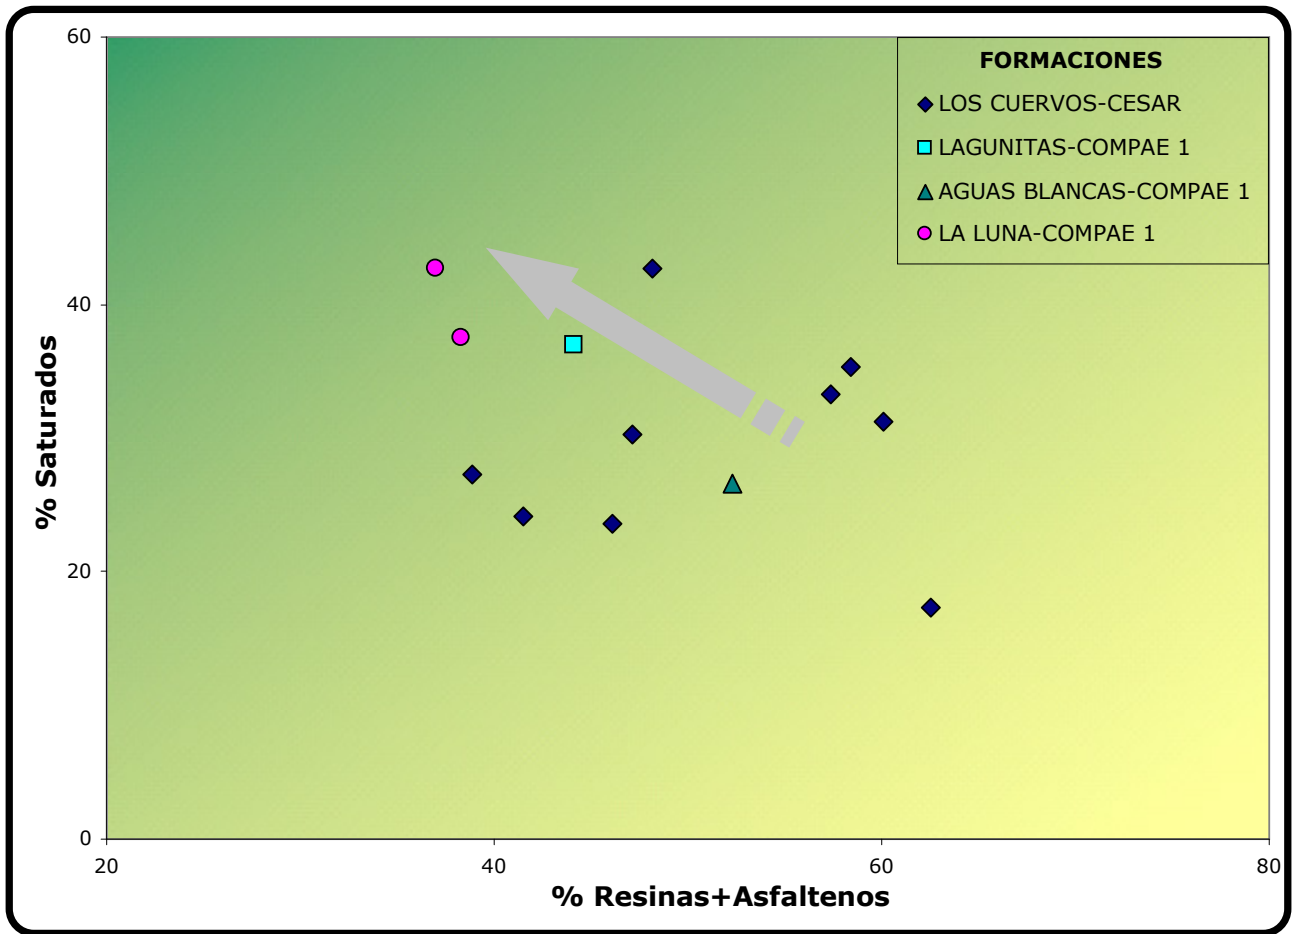 60
FORMACIONES
LOS CUERVOS-CESAR
LAGUNITAS-COMPAE 1
AGUAS BLANCAS-COMPAE 1
LA LUNA-COMPAE 1
40
% Saturados
20
0
20 40 60 80
% Resinas+Asfaltenos